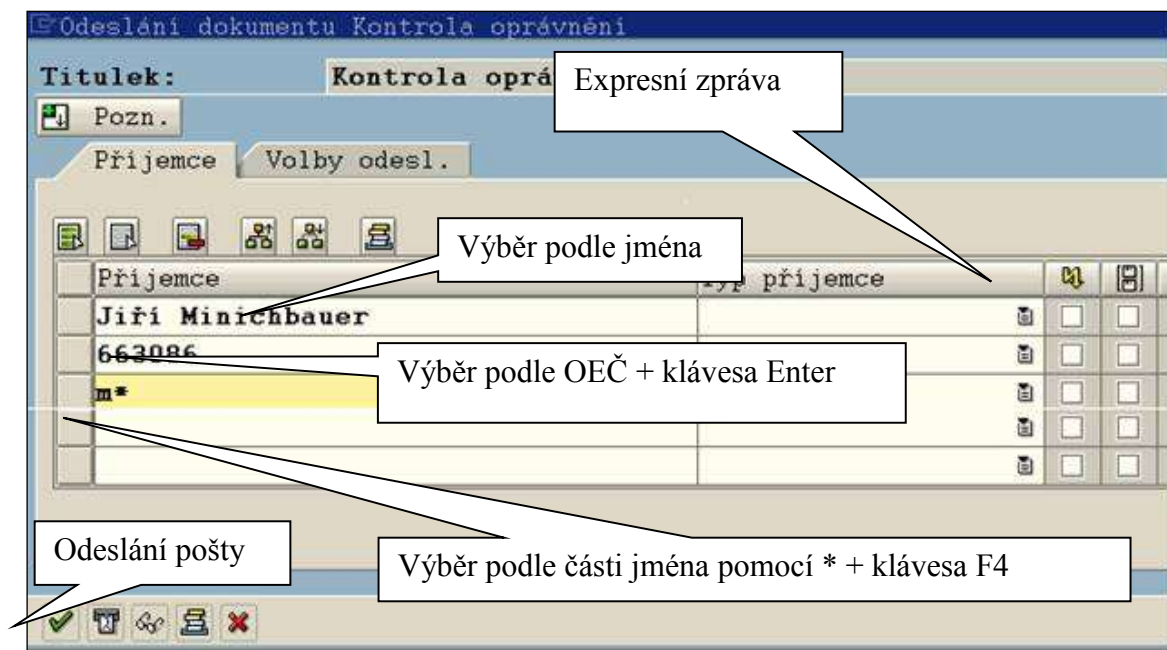 Odeslání dokumentu Kontrola oprávnění
Titulek: Kontrola oprá
Expresní zpráva
Pozn.
Příjemce Volby odesl.
Výběr podle jména
Příjemce Typ příjemce
Jiří Minichbauer
663086
Výběr podle OEČ + klávesa Enter
m*
Odeslání pošty
Výběr podle části jména pomocí * + klávesa F4